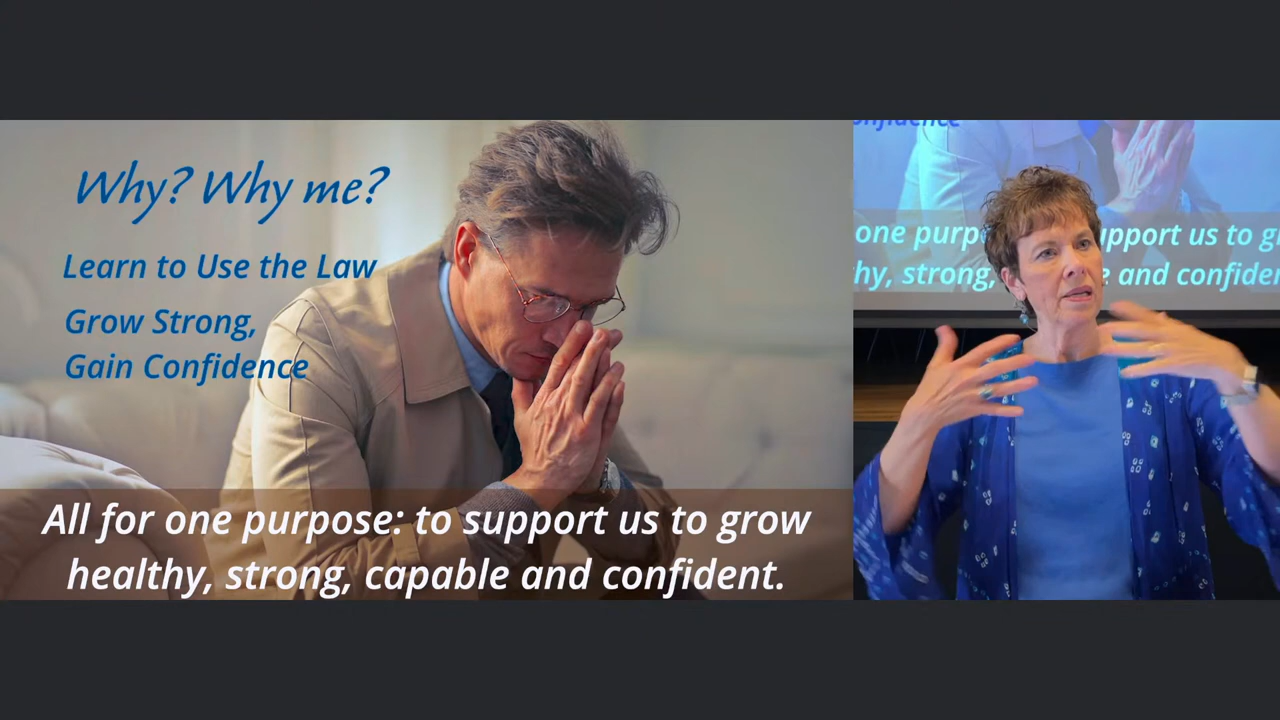 Why? Why me?
Learn to Use the Law
Grow Strong,
Gain Confidence
All for one purpose: to support us to grow
healthy, strong, capable and confident.
onfidence
one purp upport us to g
hy, strong, e and confiden